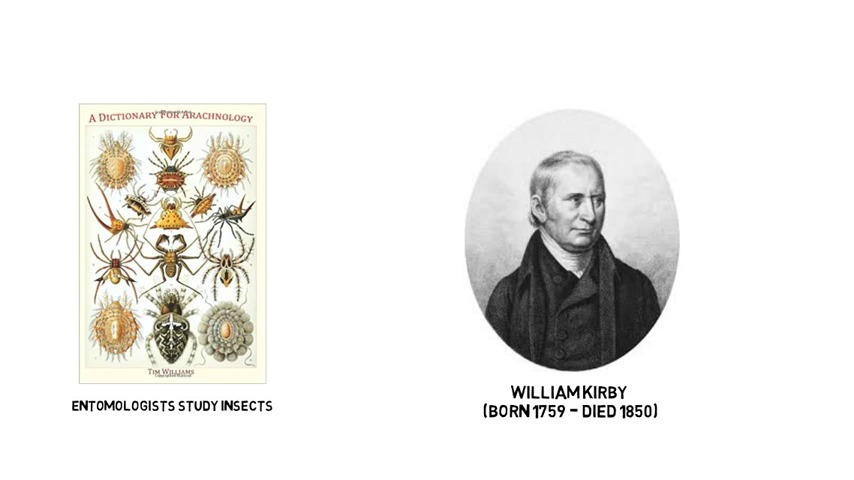 A DICTIONARY FOR ARACHNOLOGY
TIM WILLIAMS
ENTOMOLOGISTS STUDY INSECTS
WILLIAM KIRBY
(BORN 1759 - DIED 1850)